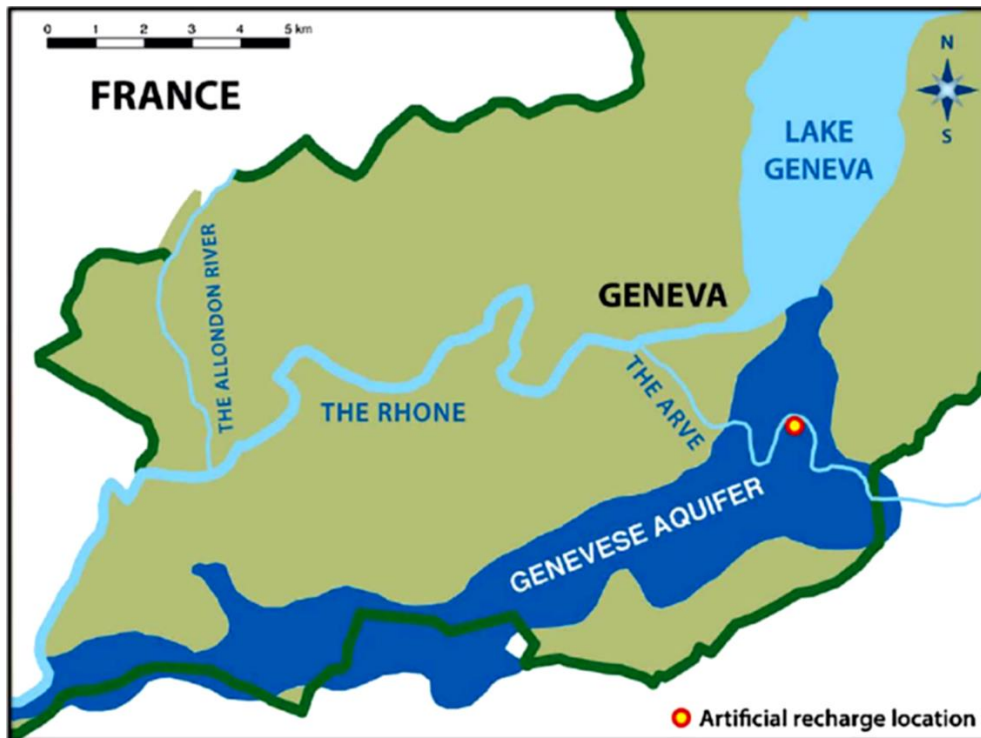 0 1 2 3 4 5 km
FRANCE
N
S
LAKE
GENEVA
THE ALLONDON RIVER
GENEVA
THE RHONE
THE ARVE
GENEVESE AQUIFER
Artificial recharge location